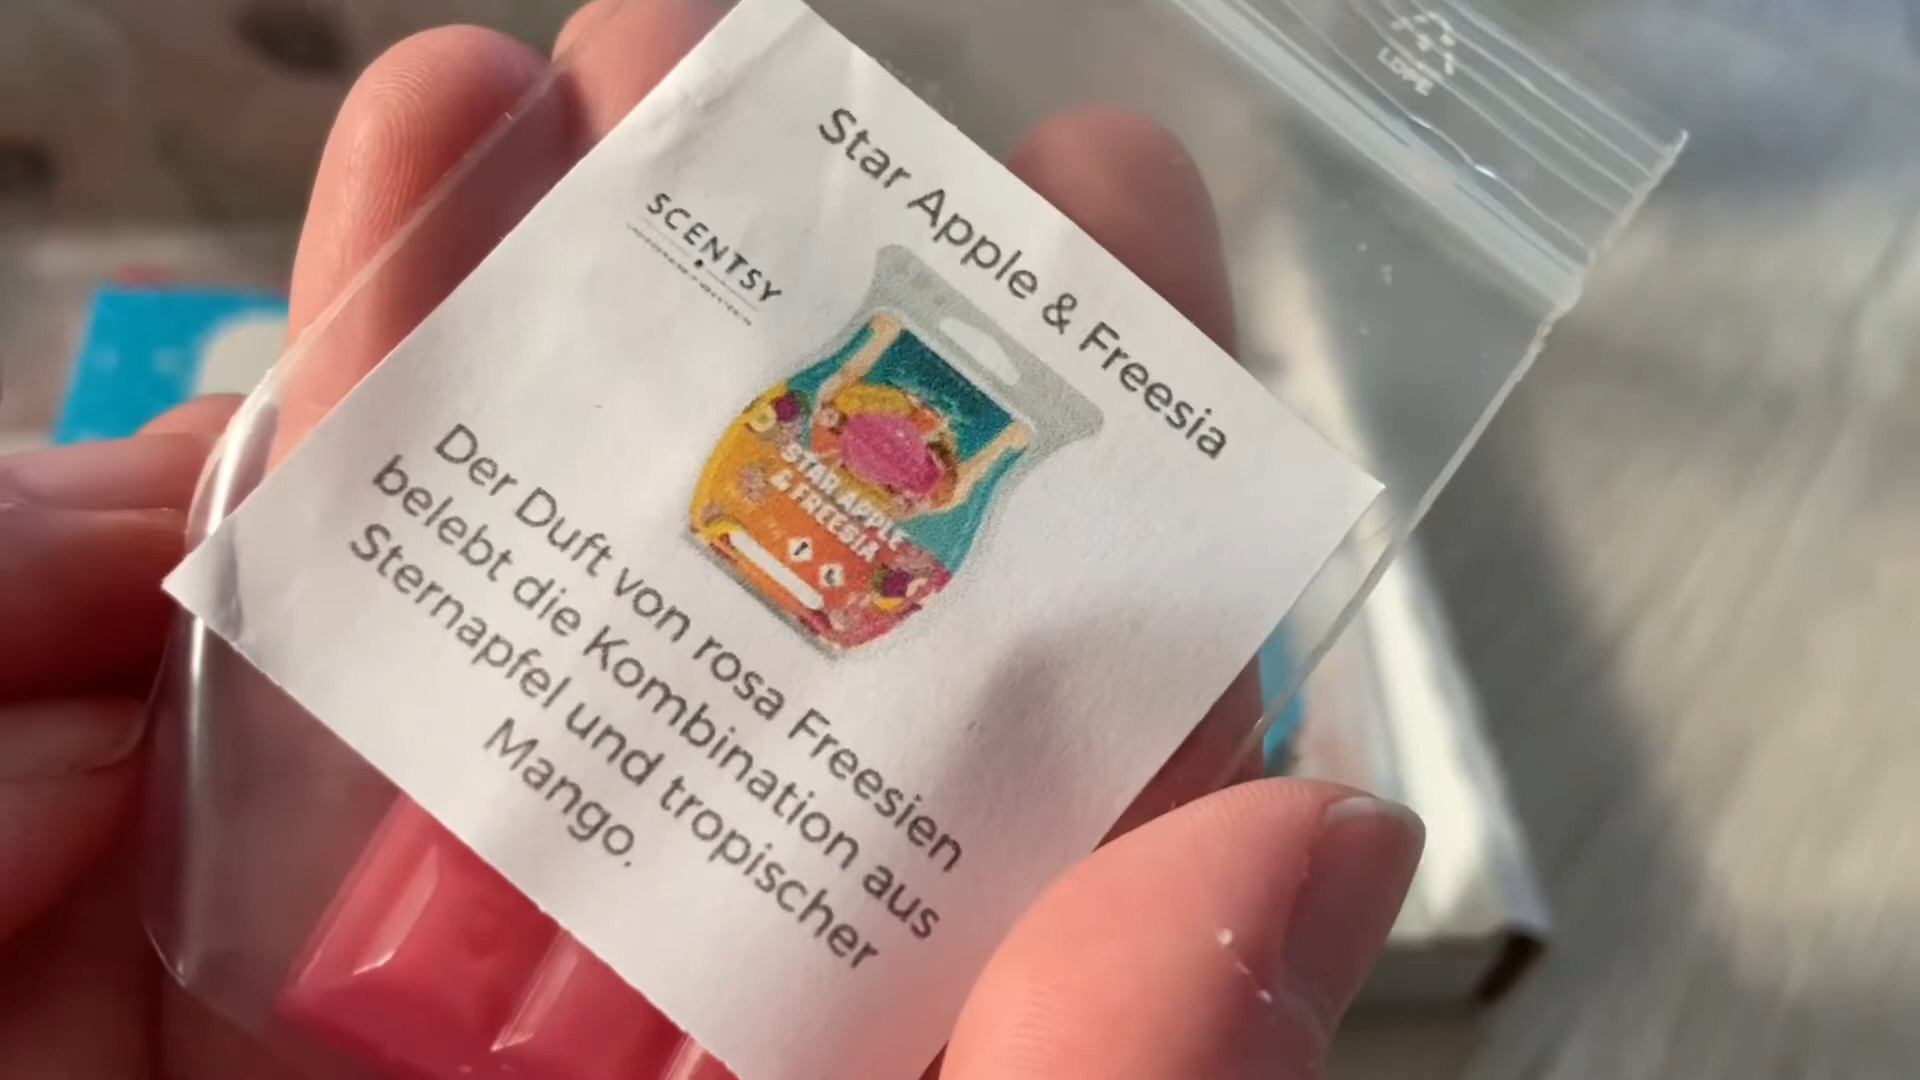 LDPE
Star Apple & Freesia
SCENTSY
STAR APPLE
& FREESIA
Der Duft von rosa Freesien
belebt die Kombination aus
Sternapfel und tropischer
Mango.